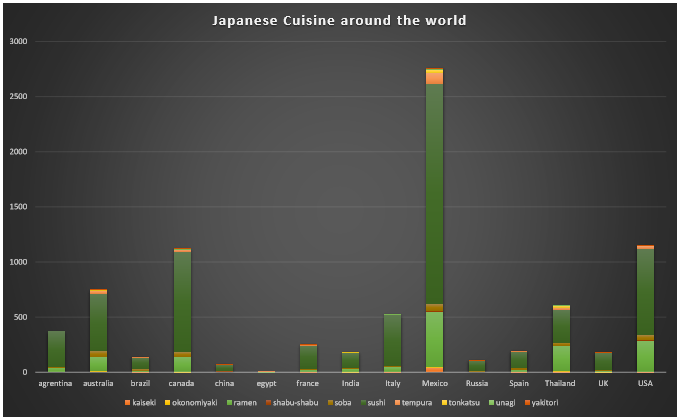 Japanese Cuisine around the world
3000
2500
2000
1500
1000
500
0
agrentina australia brazil canada china egypt france India Italy Mexico Russia Spain Thailand UK USA
kaiseki okonomiyaki ramen shabu-shabu soba sushi tempura tonkatsu unagi yakitori